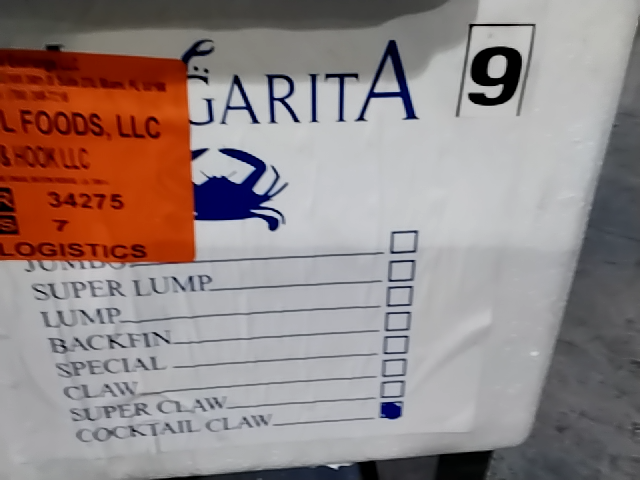 GARITA
9
L FOODS, LLC
& HOOK LLC
34275
7
LOGISTICS
JUMBO
SUPER LUMP
LUMP
BACKFIN
SPECIAL
CLAW
SUPER CLAW
COCKTAIL CLAW